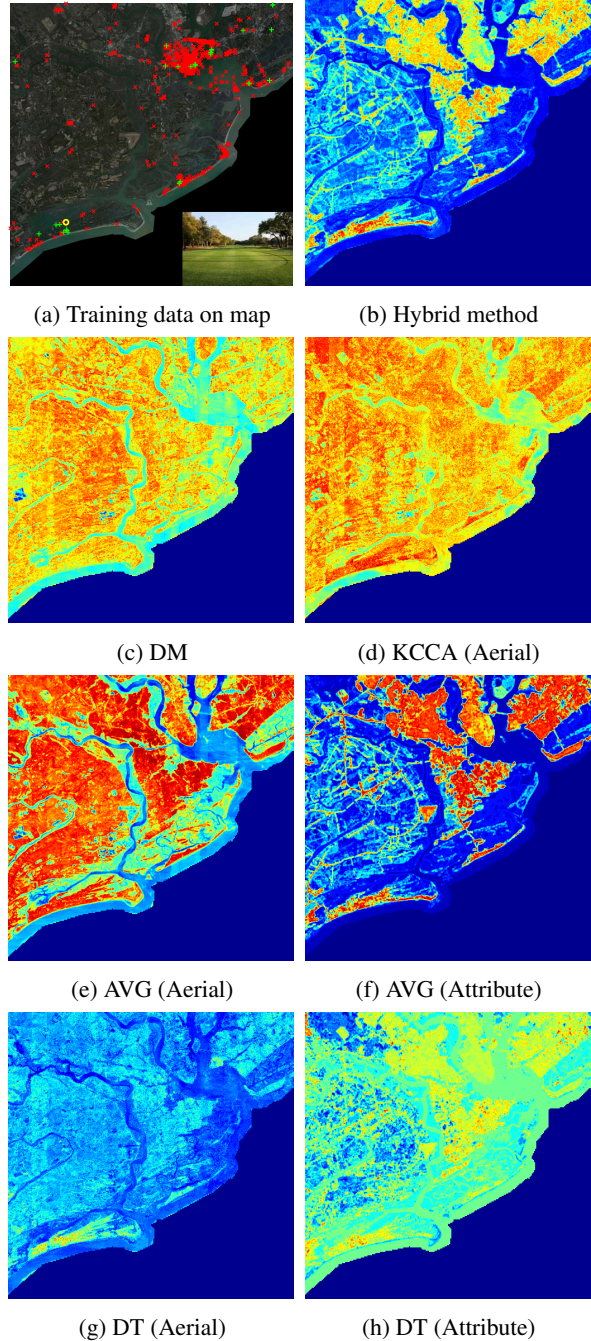 (a) Training data on map
(b) Hybrid method
(c) DM
(d) KCCA (Aerial)
(e) AVG (Aerial)
(f) AVG (Attribute)
(g) DT (Aerial)
(h) DT (Attribute)